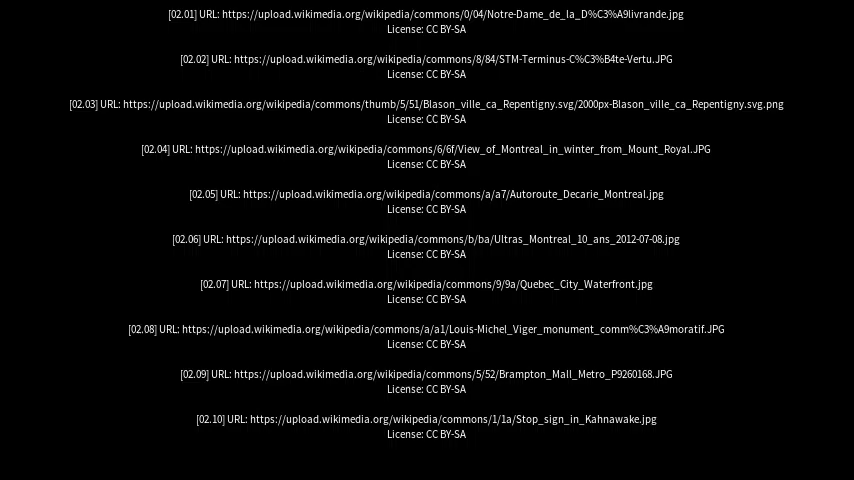 [02.01] URL: https://upload.wikimedia.org/wikipedia/commons/0/04/Notre-Dame_de_la_D%C3%A9livrande.jpg
License: CC BY-SA
[02.02] URL: https://upload.wikimedia.org/wikipedia/commons/8/84/STM-Terminus-C%C3%B4te-Vertu.JPG
License: CC BY-SA
[02.03] URL: https://upload.wikimedia.org/wikipedia/commons/thumb/5/51/Blason_ville_ca_Repentigny.svg/2000px-Blason_ville_ca_Repentigny.svg.png
License: CC BY-SA
[02.04] URL: https://upload.wikimedia.org/wikipedia/commons/6/6f/View_of_Montreal_in_winter_from_Mount_Royal.JPG
License: CC BY-SA
[02.05] URL: https://upload.wikimedia.org/wikipedia/commons/a/a7/Autoroute_Decarie_Montreal.jpg
License: CC BY-SA
[02.06] URL: https://upload.wikimedia.org/wikipedia/commons/b/ba/Ultras_Montreal_10_ans_2012-07-08.jpg
License: CC BY-SA
[02.07] URL: https://upload.wikimedia.org/wikipedia/commons/9/9a/Quebec_City_Waterfront.jpg
License: CC BY-SA
[02.08] URL: https://upload.wikimedia.org/wikipedia/commons/a/a1/Louis-Michel_Viger_monument_comm%C3%A9moratif.JPG
License: CC BY-SA
[02.09] URL: https://upload.wikimedia.org/wikipedia/commons/5/52/Brampton_Mall_Metro_P9260168.JPG
License: CC BY-SA
[02.10] URL: https://upload.wikimedia.org/wikipedia/commons/1/1a/Stop_sign_in_Kahnawake.jpg
License: CC BY-SA